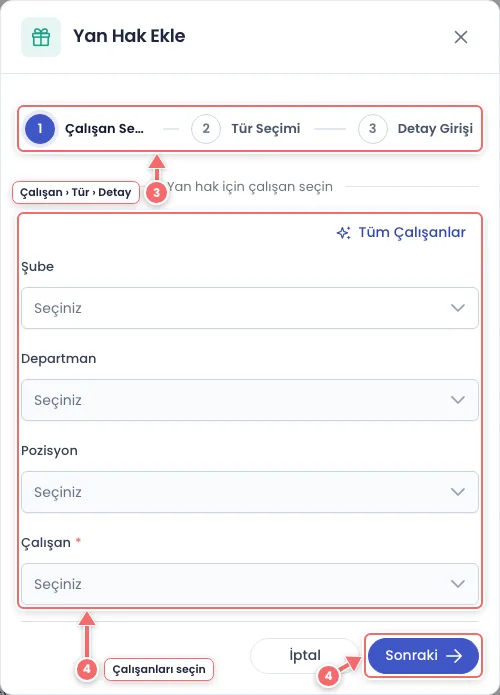 Yan Hak Ekle
1 Çalışan Se... 2 Tür Seçimi 3 Detay Girişi
Çalışan › Tür › Detay 3 Yan hak için çalışan seçin
Tüm Çalışanlar
Şube
Seçiniz
Departman
Seçiniz
Pozisyon
Seçiniz
Çalışan *
Seçiniz
4 Çalışanları seçin
İptal
4
Sonraki